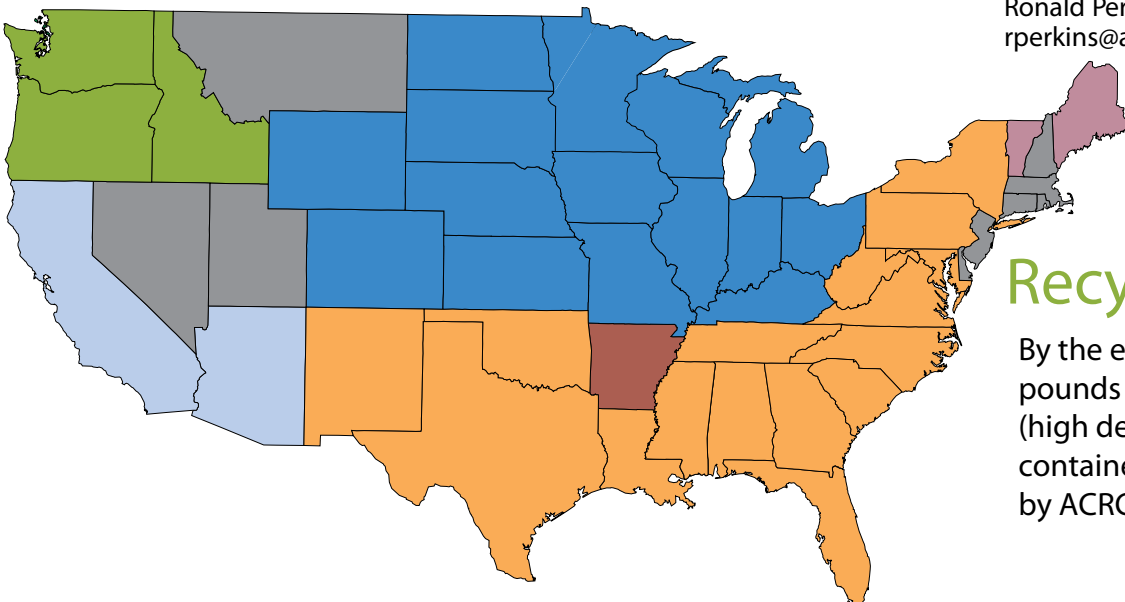 Ronald Per
rperkins@a
Recy
By the e
pounds
(high de
containe
by ACRO